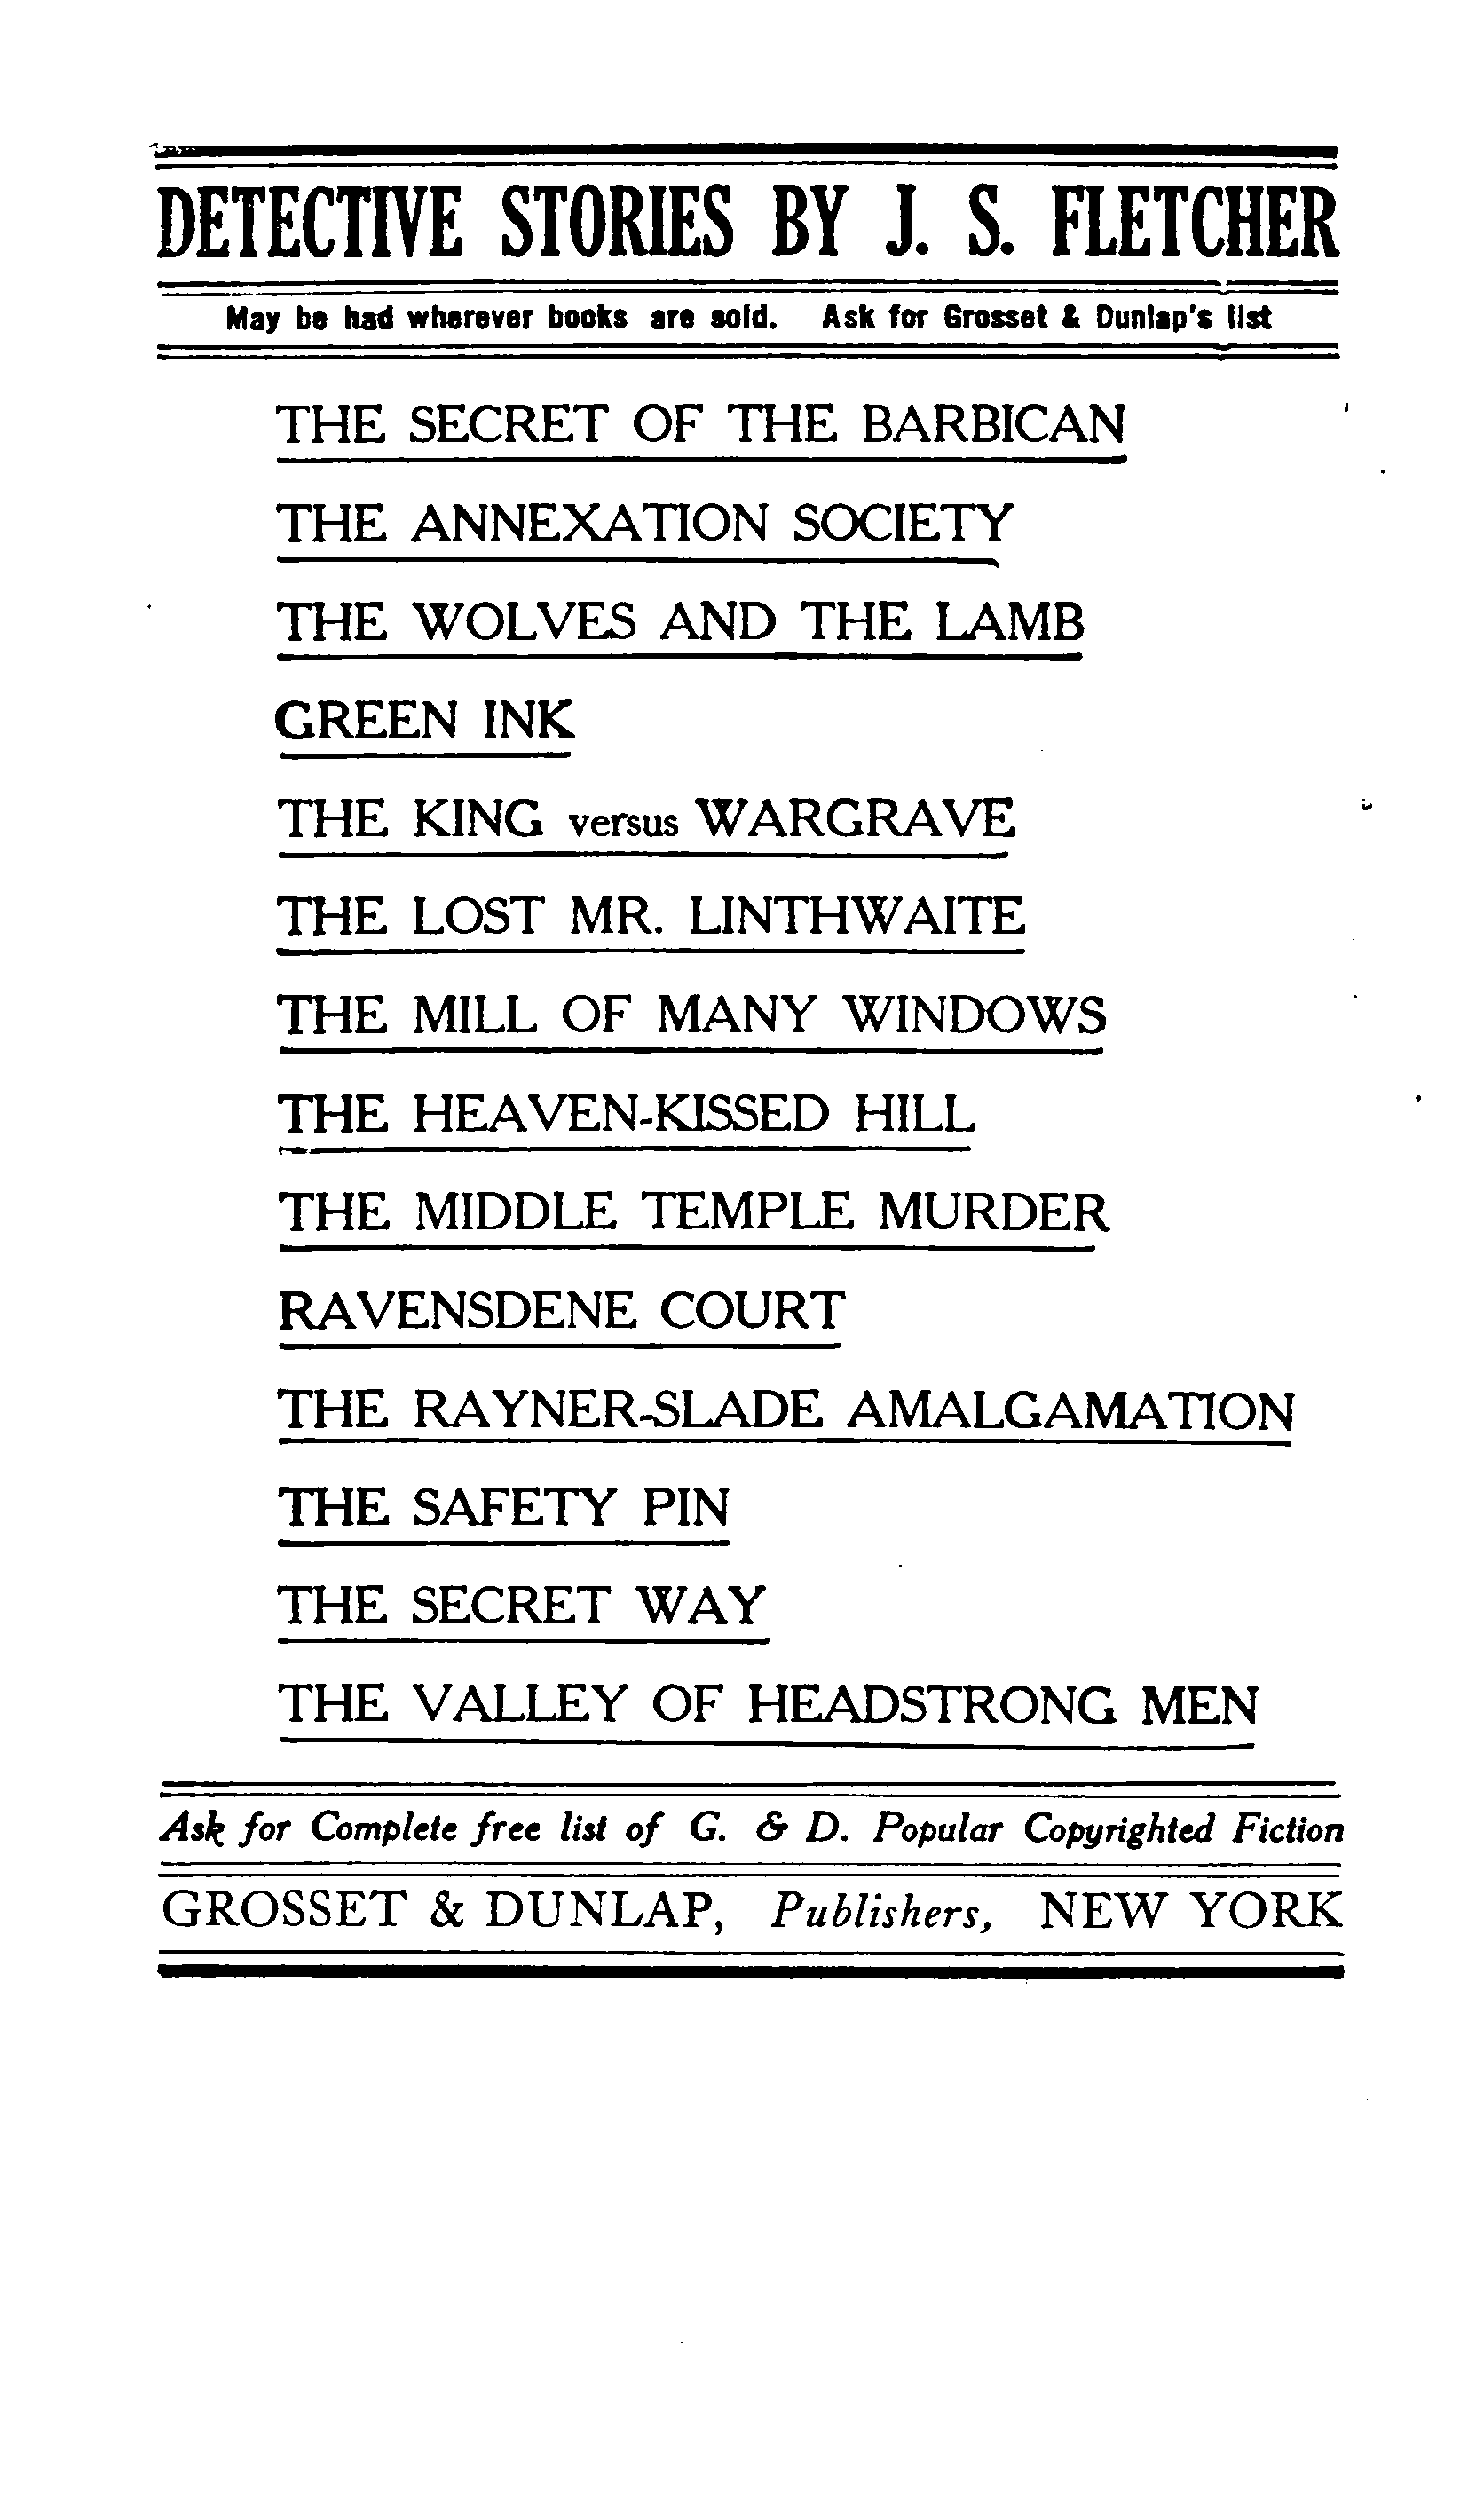 DETECTIVE STORIES BY J. S. FLETCHER
May be had wherever books are sold. Ask for Grosset & Dunlap's list
THE SECRET OF THE BARBICAN
THE ANNEXATION SOCIETY
THE WOLVES AND THE LAMB
GREEN INK
THE KING versus WARGRAVE
THE LOST MR. LINTHWAITE
THE MILL OF MANY WINDOWS
THE HEAVEN-KISSED HILL
THE MIDDLE TEMPLE MURDER
RAVENSDENE COURT
THE RAYNER-SLADE AMALGAMATION
THE SAFETY PIN
THE SECRET WAY
THE VALLEY OF HEADSTRONG MEN
Ask for Complete free list of G. & D. Popular Copyrighted Fiction
GROSSET & DUNLAP, Publishers, NEW YORK